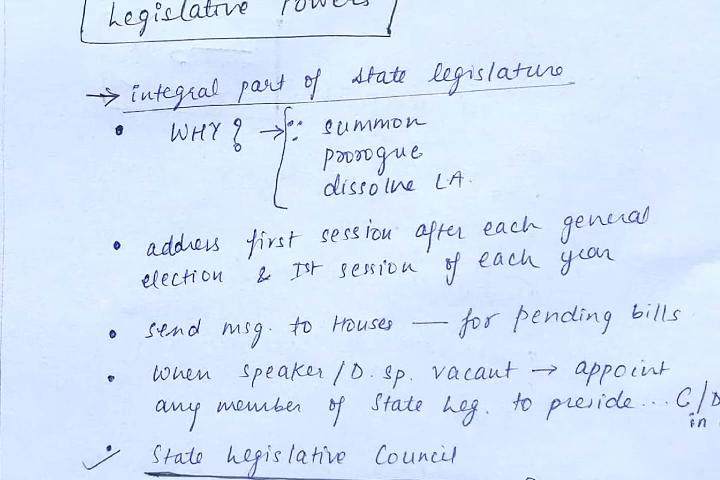 Legislative Powers
→ integral part of state legislature
• WHY? → ∵ summon
prorogue
dissolve LA.
• address first session after each general
election & Ist session of each year
• send msg. to Houses — for pending bills
• when speaker/D. sp. vacant → appoint
any member of State Leg. to preside... C/D
in
• State Legislative Council